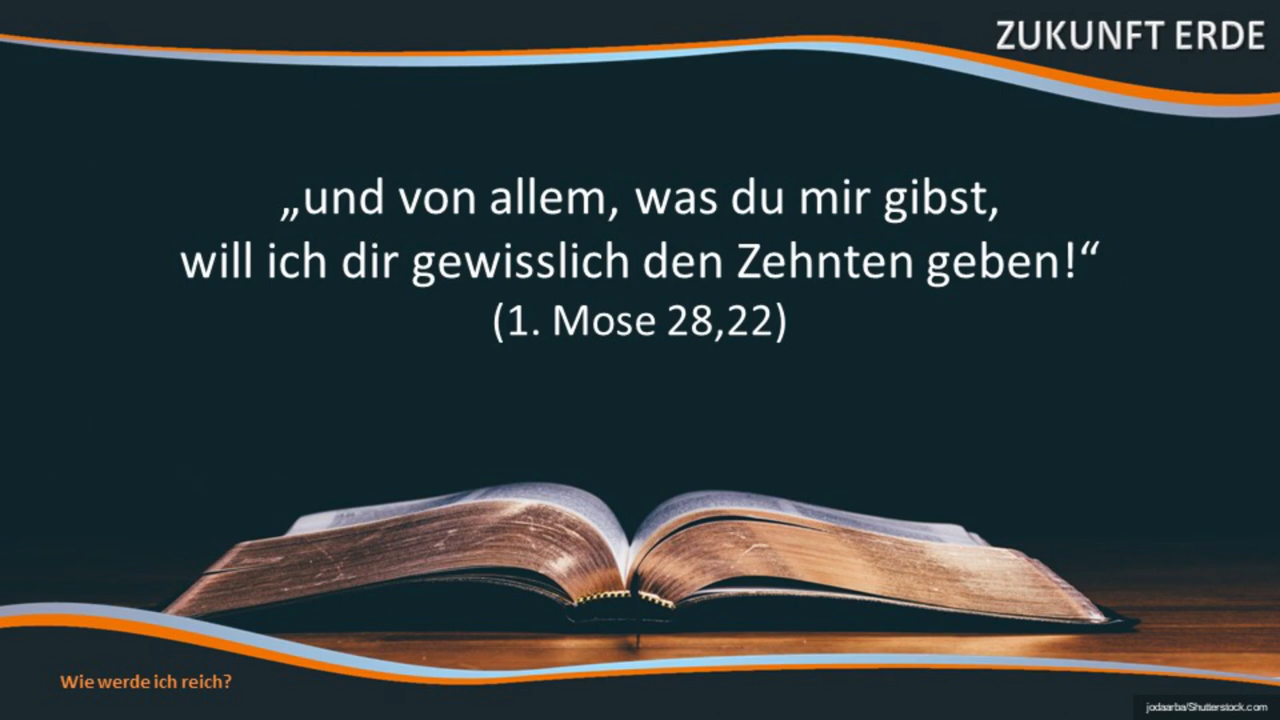 ZUKUNFT ERDE
„und von allem, was du mir gibst,
will ich dir gewisslich den Zehnten geben!“
(1. Mose 28,22)
Wie werde ich reich?
jodaarba/Shutterstock.com